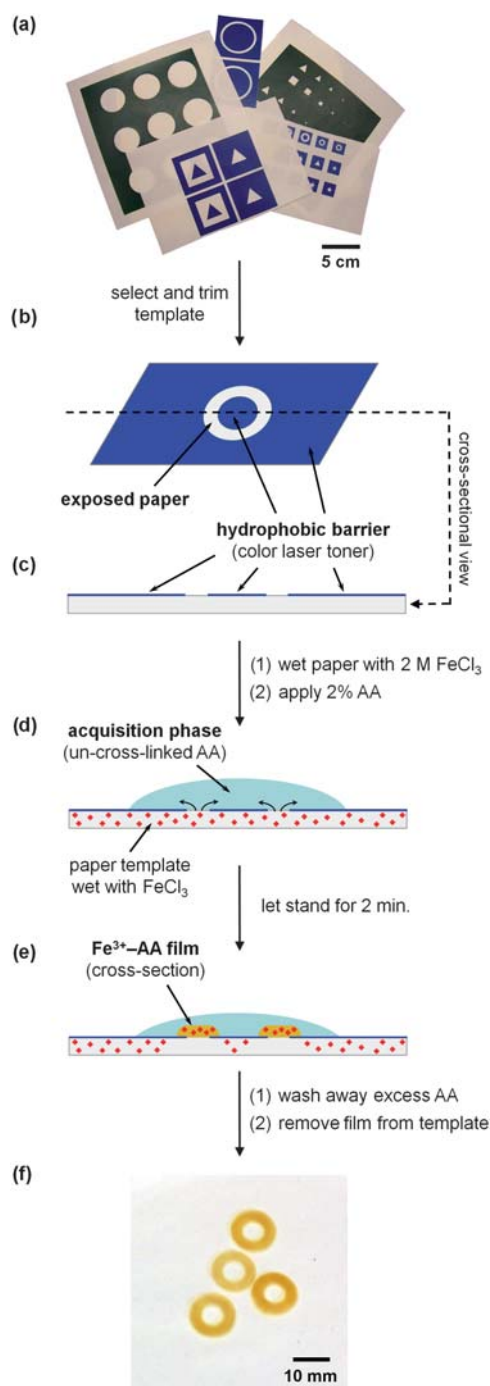 (a)
5 cm
select and trim
template
(b)
exposed paper
hydrophobic barrier
(color laser toner)
cross-sectional view
(c)
(1) wet paper with 2 M FeCl₃
(2) apply 2% AA
(d)
acquisition phase
(un-cross-linked AA)
paper template
wet with FeCl₃
let stand for 2 min.
(e)
Fe³⁺–AA film
(cross-section)
(1) wash away excess AA
(2) remove film from template
(f)
10 mm